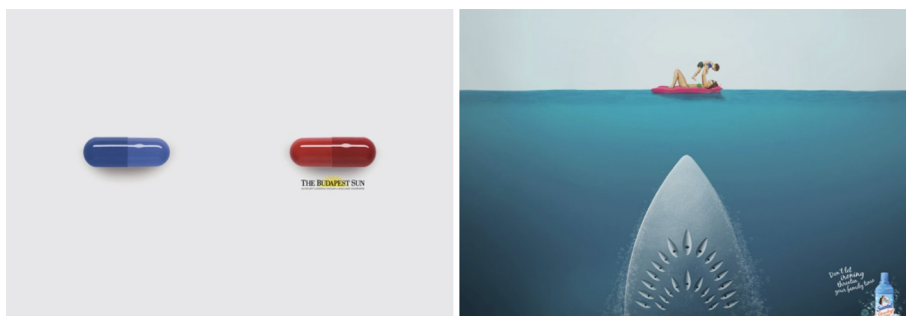 THE BUDAPEST SUN
Don't let
ironing
threaten
your family time